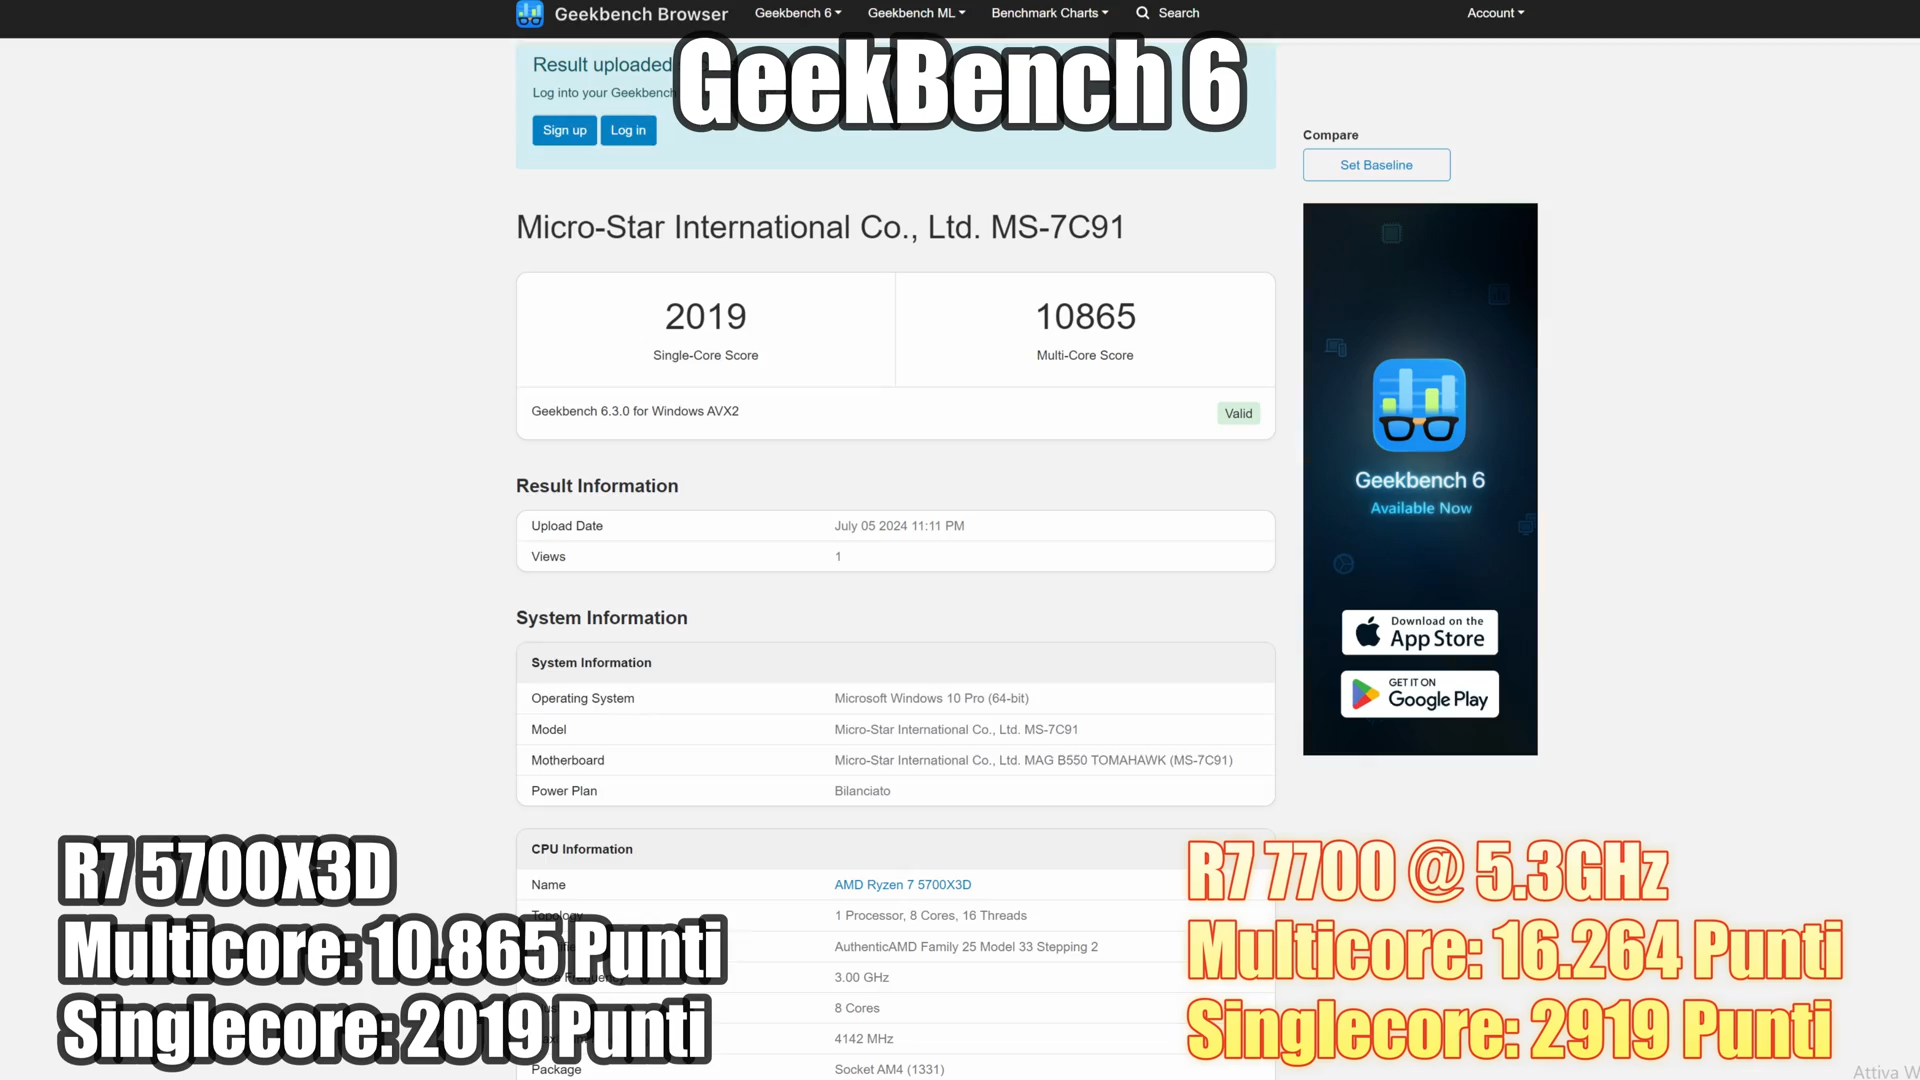 Geekbench Browser
Geekbench 6
Geekbench ML
Benchmark Charts
Search
Account
GeekBench 6
Result uploaded
Log into your Geekbench
Sign up
Log in
Compare
Set Baseline
Micro-Star International Co., Ltd. MS-7C91
2019
10865
Single-Core Score
Multi-Core Score
Geekbench 6.3.0 for Windows AVX2
Valid
Geekbench 6
Available Now
Download on the
App Store
GET IT ON
Google Play
Result Information
Upload Date July 05 2024 11:11 PM
Views 1
System Information
System Information
Operating System Microsoft Windows 10 Pro (64-bit)
Model Micro-Star International Co., Ltd. MS-7C91
Motherboard Micro-Star International Co., Ltd. MAG B550 TOMAHAWK (MS-7C91)
Power Plan Bilanciato
CPU Information
Name AMD Ryzen 7 5700X3D
Topology 1 Processor, 8 Cores, 16 Threads
AuthenticAMD Family 25 Model 33 Stepping 2
Frequency 3.00 GHz
8 Cores
4142 MHz
Package Socket AM4 (1331)
R7 5700X3D
Multicore: 10.865 Punti
Singlecore: 2019 Punti
R7 7700 @ 5.3GHz
Multicore: 16.264 Punti
Singlecore: 2919 Punti
Attiva W